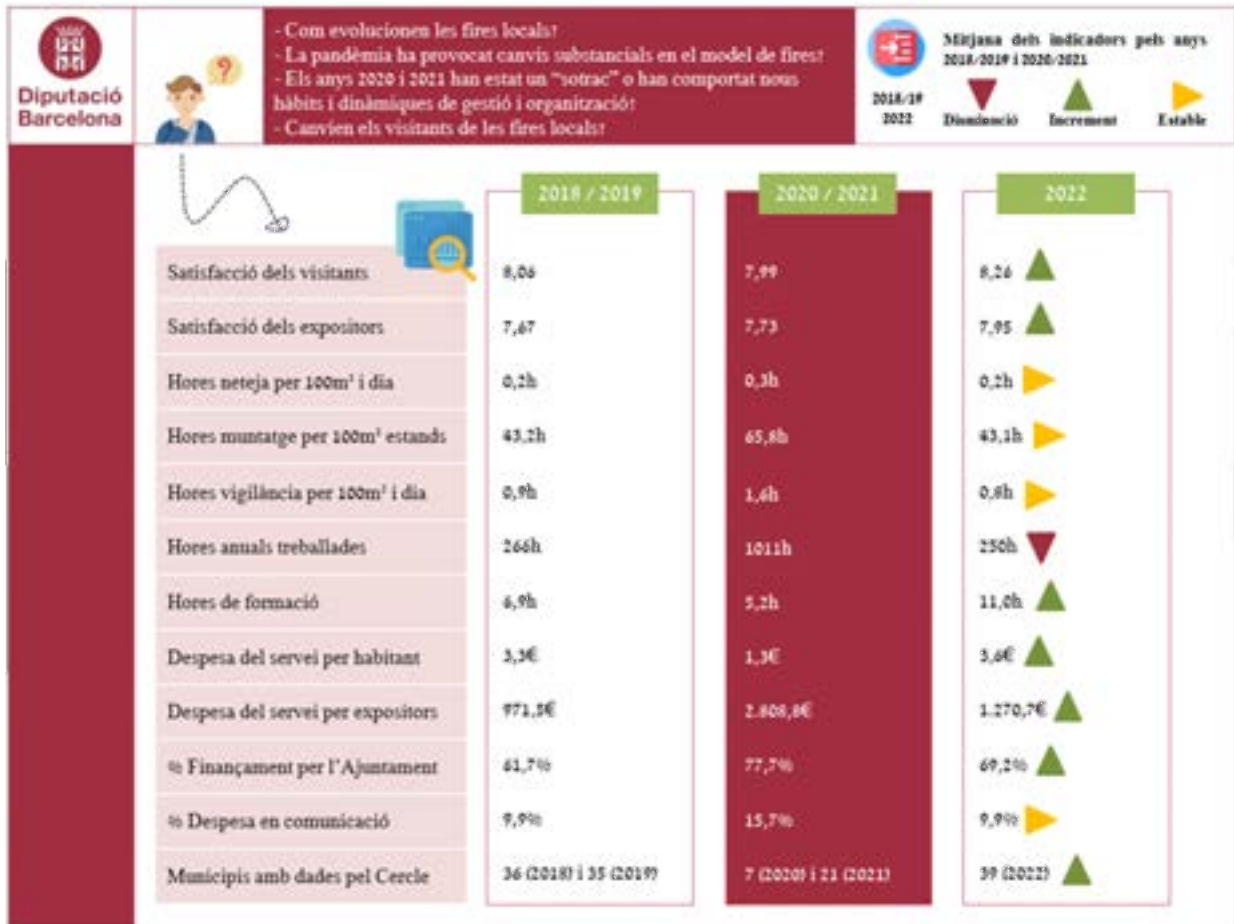 Diputació
Barcelona
?
- Com evolucionen les fires locals?
- La pandèmia ha provocat canvis substancials en el model de fires?
- Els anys 2020 i 2021 han estat un "sotrac" o han comportat nous
hàbits i dinàmiques de gestió i organització?
- Canvien els visitants de les fires locals?
Mitjana dels indicadors pels anys
2018/2019 i 2020/2021
2018/19
2022
Disminució Increment Estable
2018 / 2019 2020 / 2021 2022
Satisfacció dels visitants 8,06 7,99 8,26
Satisfacció dels expositors 7,67 7,73 7,95
Hores neteja per 100m² i dia 0,2h 0,3h 0,2h
Hores muntatge per 100m² estands 43,2h 65,8h 43,1h
Hores vigilància per 100m² i dia 0,9h 1,6h 0,8h
Hores anuals treballades 266h 1011h 250h
Hores de formació 6,9h 5,2h 11,0h
Despesa del servei per habitant 3,3€ 1,3€ 3,6€
Despesa del servei per expositors 971,5€ 2.808,8€ 1.270,7€
% Finançament per l'Ajuntament 61,7% 77,7% 69,2%
% Despesa en comunicació 9,9% 15,7% 9,9%
Municipis amb dades pel Cercle 36 (2018) i 35 (2019) 7 (2020) i 21 (2021) 39 (2022)